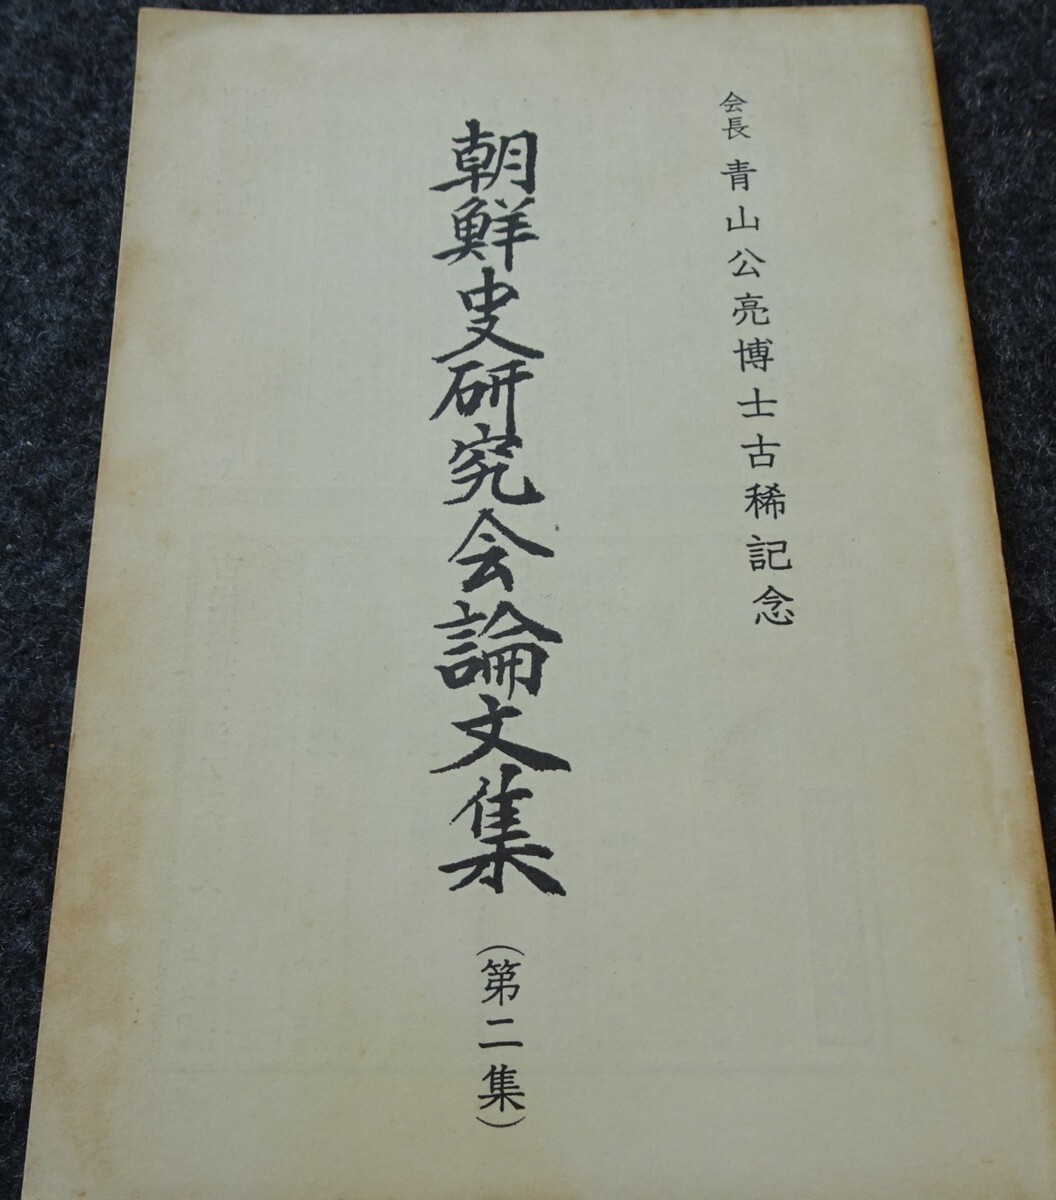 会長 青山公亮博士古稀記念
朝鮮史研究会論文集
(第二集)